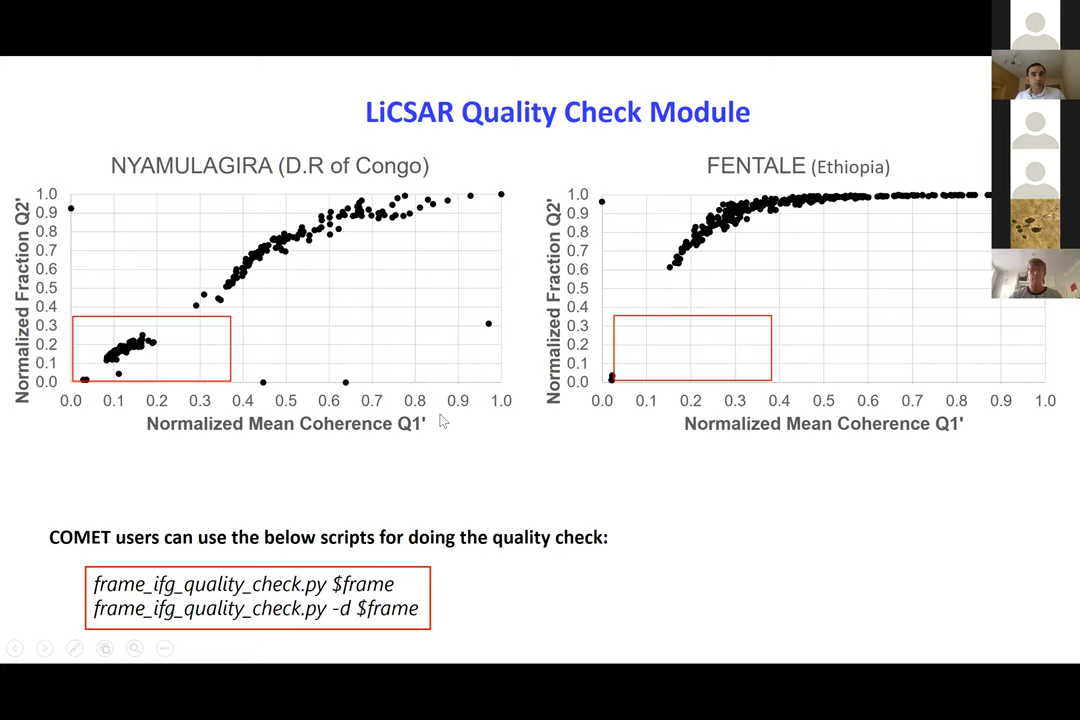 LiCSAR Quality Check Module
NYAMULAGIRA (D.R of Congo)
Normalized Fraction Q2'
1.0
0.9
0.8
0.7
0.6
0.5
0.4
0.3
0.2
0.1
0.0
0.0 0.1 0.2 0.3 0.4 0.5 0.6 0.7 0.8 0.9 1.0
Normalized Mean Coherence Q1'
FENTALE (Ethiopia)
Normalized Fraction Q2'
1.0
0.9
0.8
0.7
0.6
0.5
0.4
0.3
0.2
0.1
0.0
0.0 0.1 0.2 0.3 0.4 0.5 0.6 0.7 0.8 0.9 1.0
Normalized Mean Coherence Q1'
COMET users can use the below scripts for doing the quality check:
frame_ifg_quality_check.py $frame
frame_ifg_quality_check.py -d $frame